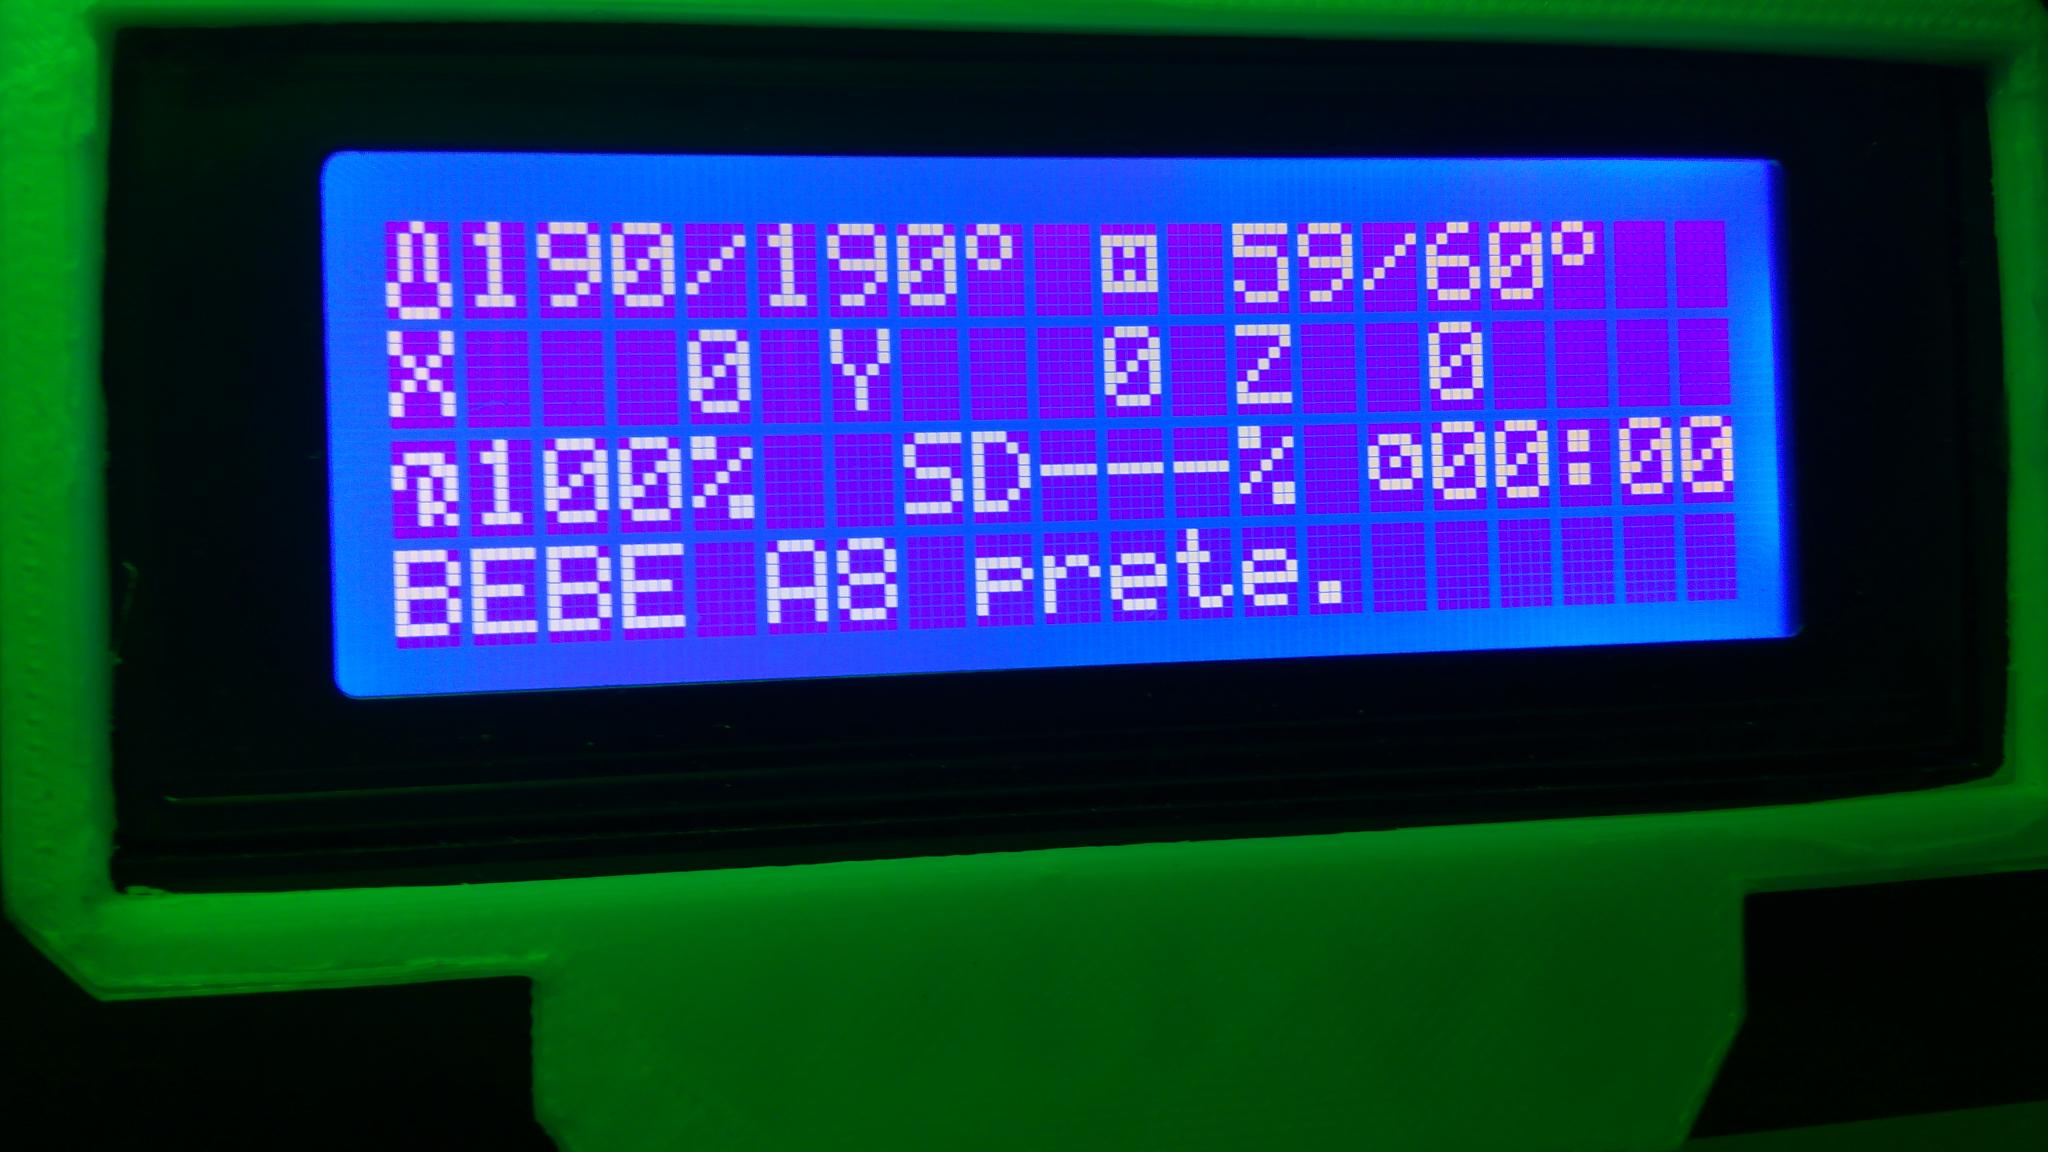 190/190° 59/60°
X 0 Y 0 Z 0
100% SD---% 00:00
BEBE A8 prete.